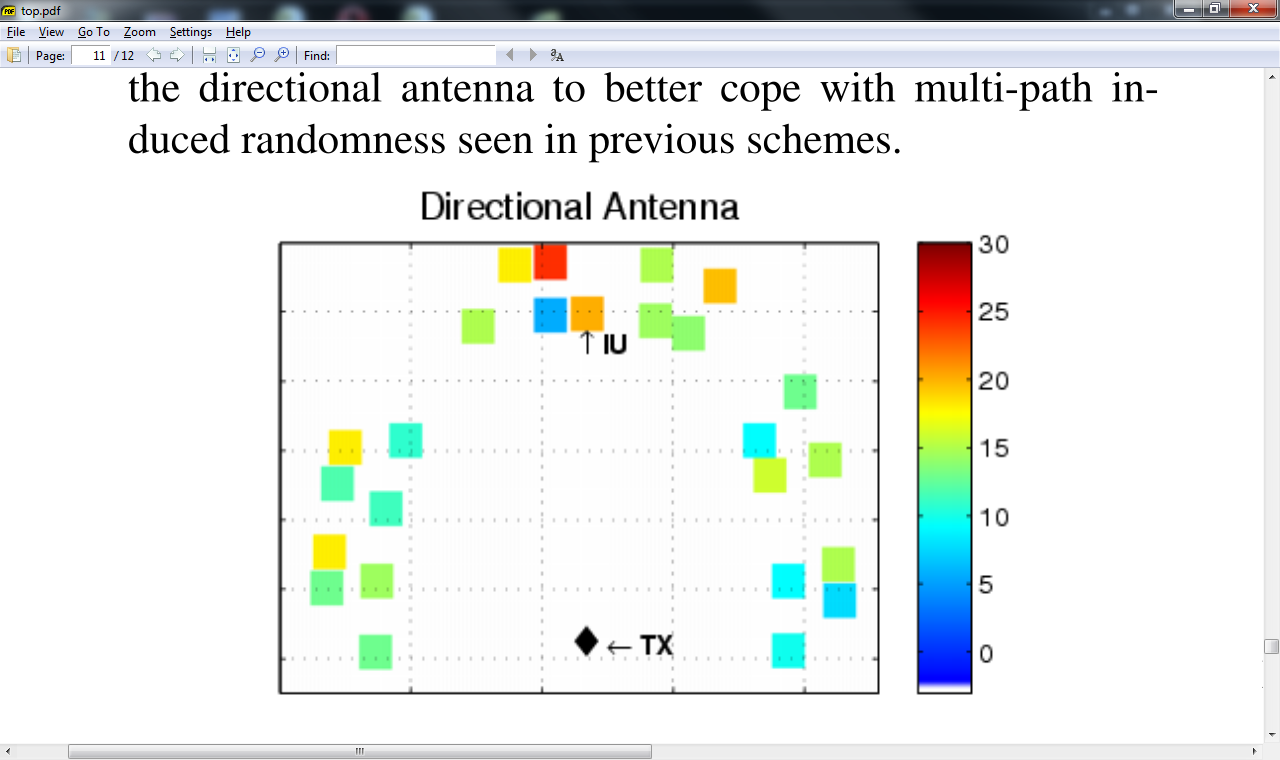 top.pdf
File View Go To Zoom Settings Help
Page: 11 / 12 Find:
the directional antenna to better cope with multi-path in-
duced randomness seen in previous schemes.
Directional Antenna
30
25
20
15
10
5
0
↑ IU
← TX